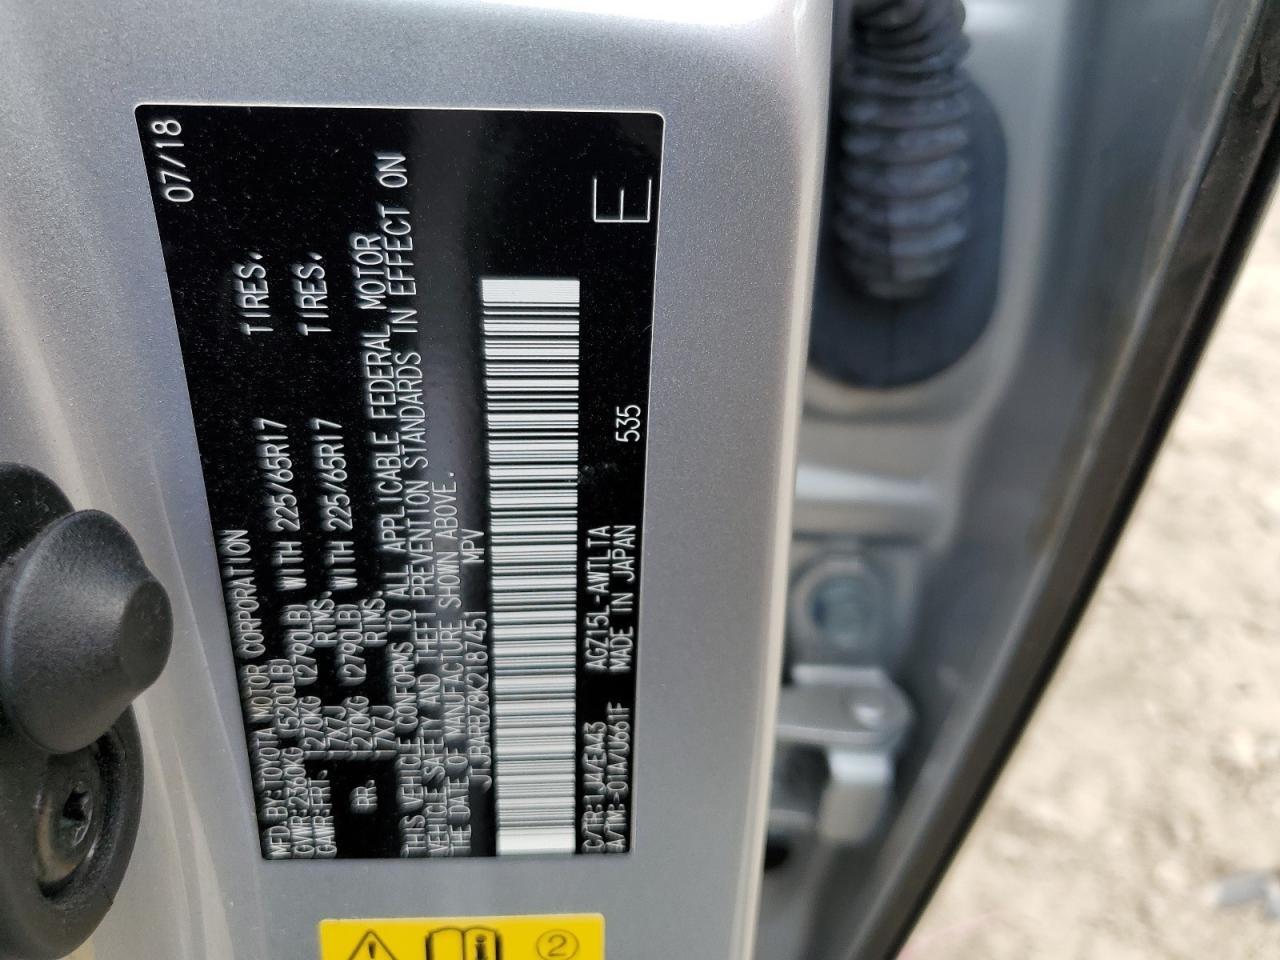 MFD.BY:TOYOTA MOTOR CORPORATION 07/18
GVWR:2360KG (5200LB)
GAWR:FRT. 1270KG (2790LB) WITH 225/65R17 TIRES.
17X7J RIMS.
RR. 1270KG (2790LB) WITH 225/65R17 TIRES.
17X7J RIMS.
THIS VEHICLE CONFORMS TO ALL APPLICABLE FEDERAL MOTOR
VEHICLE SAFETY AND THEFT PREVENTION STANDARDS IN EFFECT ON
THE DATE OF MANUFACTURE SHOWN ABOVE.
MPV
C/TR:1J4/EA43 AGZ15L-AWTLTA 535
MADE IN JAPAN
E
2